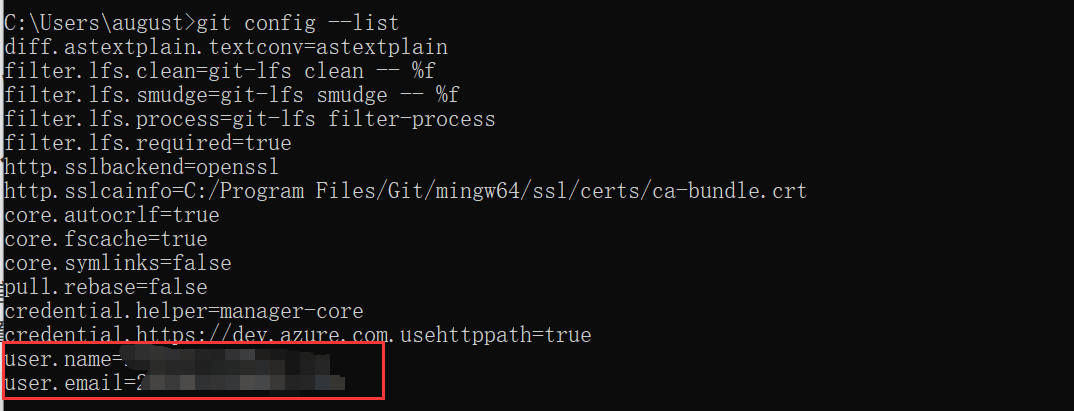 C:\Users\august>git config --list
diff.astextplain.textconv=astextplain
filter.lfs.clean=git-lfs clean -- %f
filter.lfs.smudge=git-lfs smudge -- %f
filter.lfs.process=git-lfs filter-process
filter.lfs.required=true
http.sslbackend=openssl
http.sslcainfo=C:/Program Files/Git/mingw64/ssl/certs/ca-bundle.crt
core.autocrlf=true
core.fscache=true
core.symlinks=false
pull.rebase=false
credential.helper=manager-core
credential.https://dev.azure.com.usehttppath=true
user.name=
user.email=2